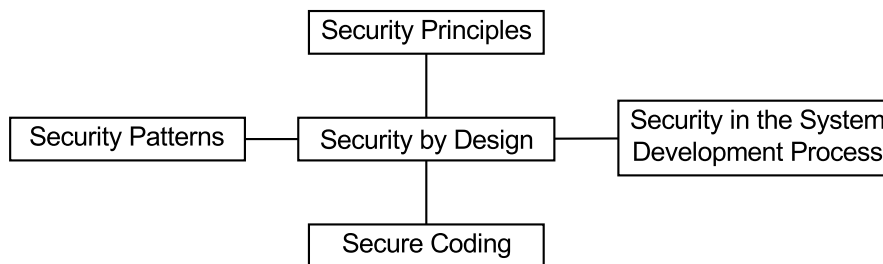 Security Principles
Security Patterns
Security by Design
Security in the System
Development Process
Secure Coding